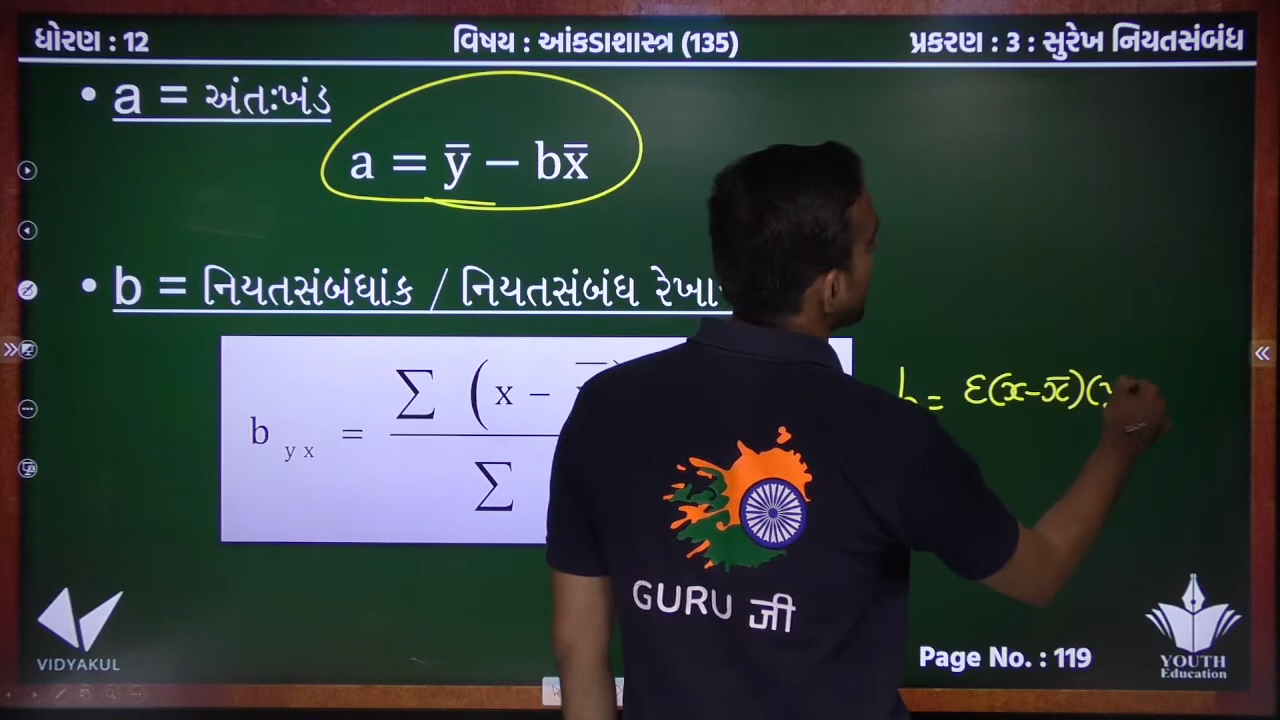 ધોરણ : 12 વિષય : આંકડાશાસ્ત્ર (135) પ્રકરણ : 3 : સુરેખ નિયતસંબંધ
• a = અંતઃખંડ
a = y̅ − bx̅
• b = નિયતસંબંધાંક / નિયતસંબંધ
b yx = ∑ (x −
∑
b = Σ(x-x̅)(y
GURU जी
VIDYAKUL
Page No. : 119
YOUTH
Education